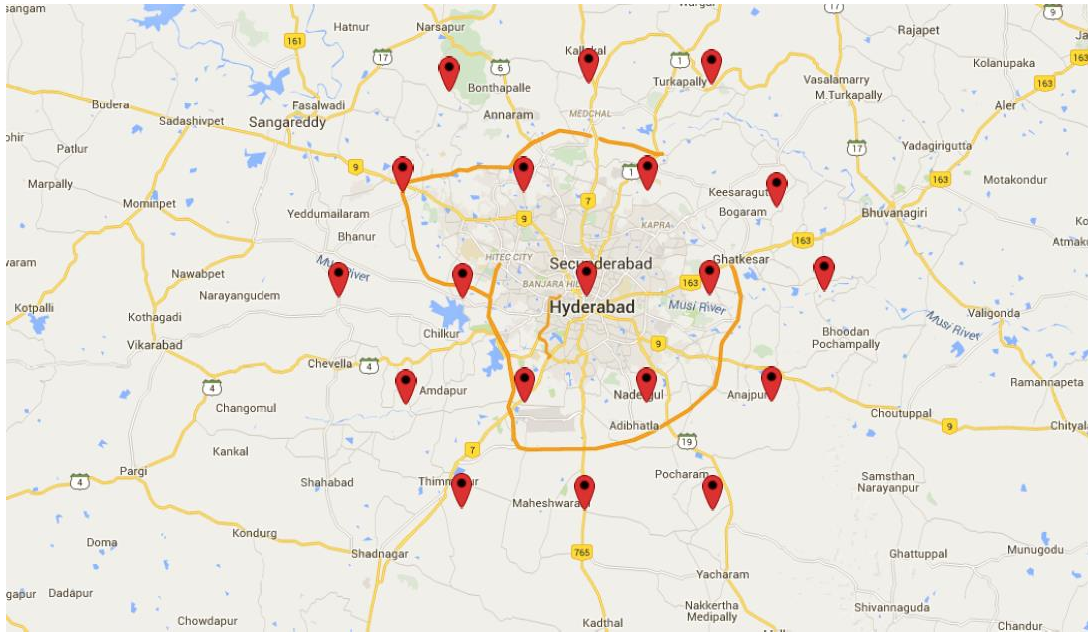 Hatnur
Narsapur
17
9
Rajapet
161
17
Kallakal
1
163
Kolanupaka
6
Turkapally
Vasalamarry
Bonthapalle
M.Turkapally
163
Budera
Fasalwadi
Aler
Annaram
MEDCHAL
Sadashivpet
Sangareddy
Patlur
17
Yadagirigutta
9
1
Marpally
163
Motakondur
Mominpet
7
Yeddumailaram
9
KAPRA
Bogaram
Bhuvanagiri
Bhanur
163
Musi River
HITEC CITY
Secunderabad
Ghatkesar
Nawabpet
BANJARA HILLS
163
Kotpalli
Narayangudem
Hyderabad
Musi River
Kothagadi
Musi River
Valigonda
Chilkur
Bhoodan
Pochampally
Vikarabad
9
Chevella
4
4
Amdapur
Ramannapeta
Changomul
Anajpur
Choutuppal
Adibhatla
9
Kankal
7
19
Pargi
Pocharam
4
Shahabad
Samsthan
Narayanpur
Maheshwaram
Kondurg
Doma
Shadnagar
765
Ghattuppal
Munugodu
Yacharam
Dadapur
Nakkertha
Medipally
Shivannaguda
Chowdapur
Kadthal
Chandur